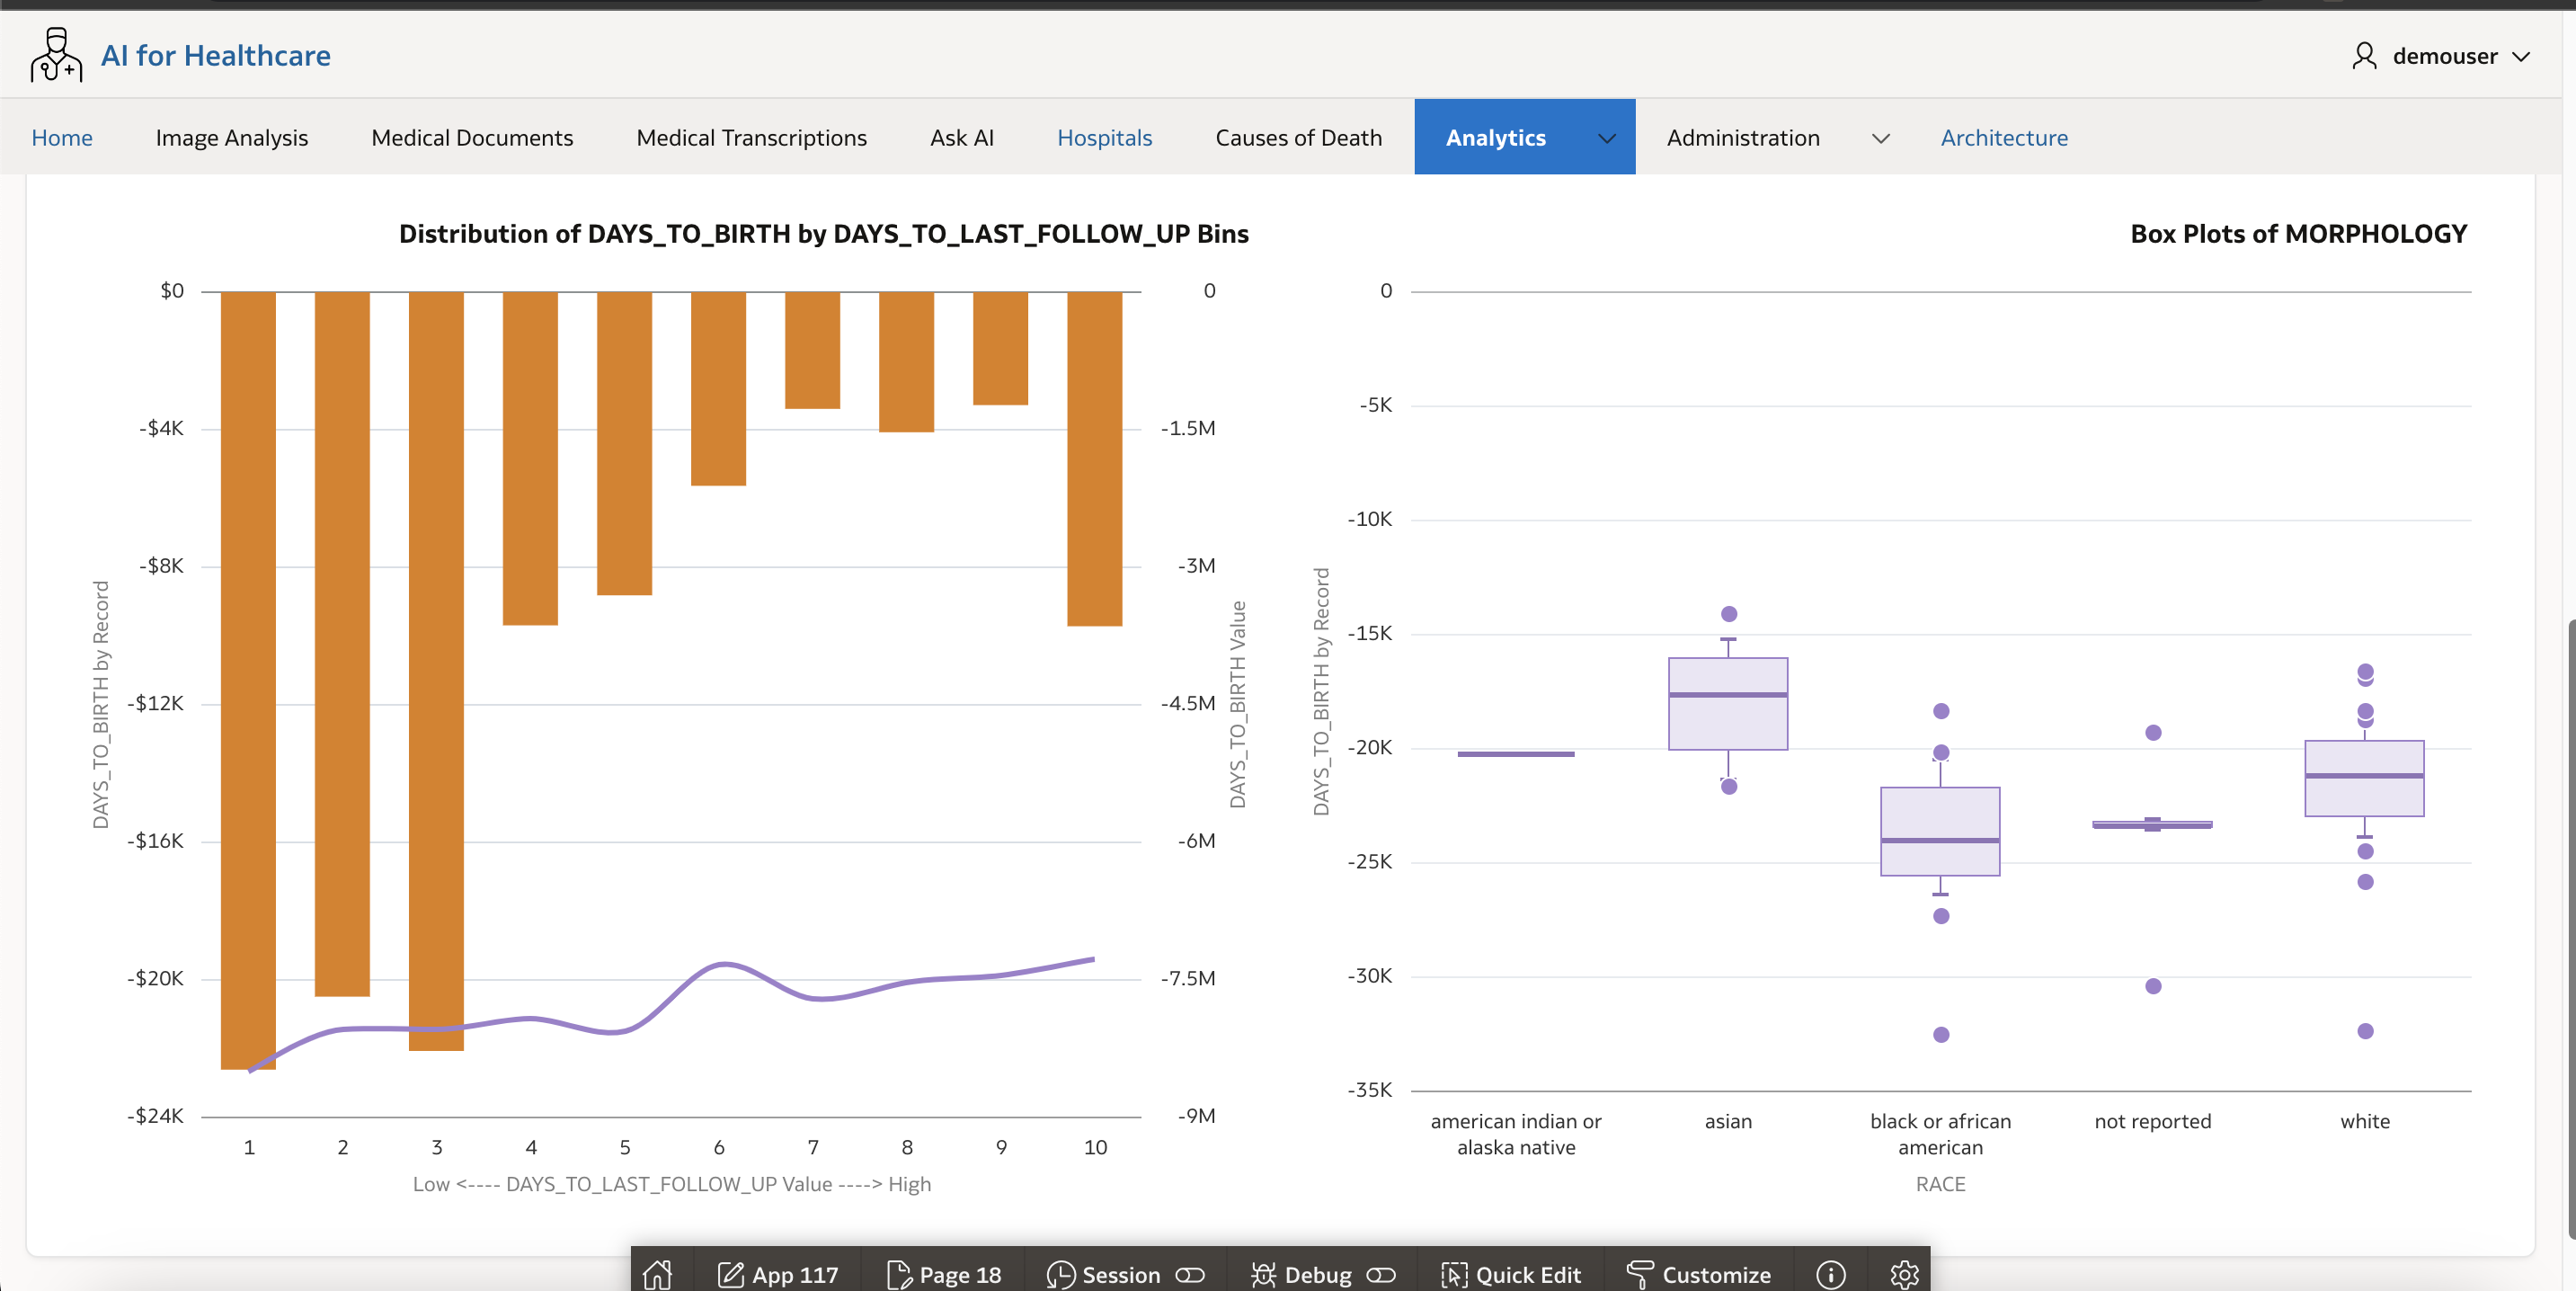 AI for Healthcare
demouser
Home Image Analysis Medical Documents Medical Transcriptions Ask AI Hospitals Causes of Death Analytics Administration Architecture
Distribution of DAYS_TO_BIRTH by DAYS_TO_LAST_FOLLOW_UP Bins
$0
-$4K
-$8K
-$12K
-$16K
-$20K
-$24K
DAYS_TO_BIRTH by Record
0
-1.5M
-3M
-4.5M
-6M
-7.5M
-9M
DAYS_TO_BIRTH Value
1 2 3 4 5 6 7 8 9 10
Low <---- DAYS_TO_LAST_FOLLOW_UP Value ----> High
Box Plots of MORPHOLOGY
0
-5K
-10K
-15K
-20K
-25K
-30K
-35K
DAYS_TO_BIRTH by Record
american indian or
alaska native
asian
black or african
american
not reported
white
RACE
App 117 Page 18 Session Debug Quick Edit Customize